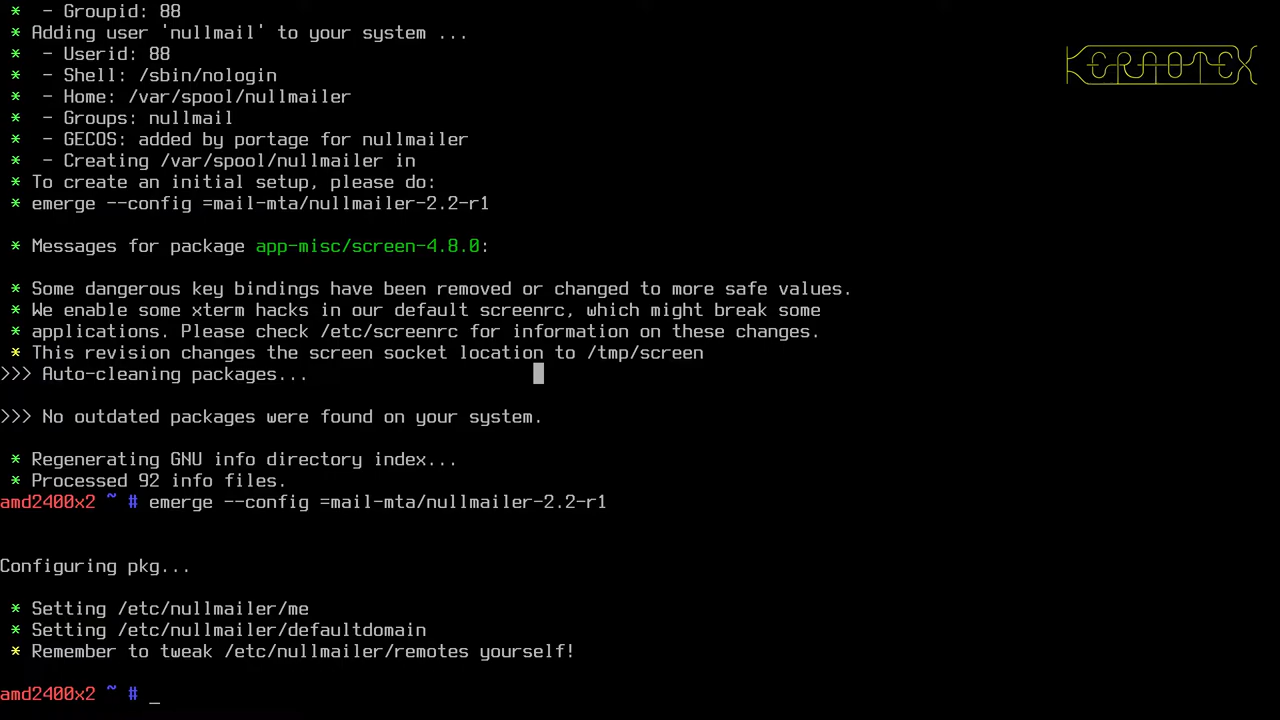 * - Groupid: 88
* Adding user 'nullmail' to your system ...
* - Userid: 88
* - Shell: /sbin/nologin
* - Home: /var/spool/nullmailer
* - Groups: nullmail
* - GECOS: added by portage for nullmailer
* - Creating /var/spool/nullmailer in
* To create an initial setup, please do:
* emerge --config =mail-mta/nullmailer-2.2-r1
* Messages for package app-misc/screen-4.8.0:
* Some dangerous key bindings have been removed or changed to more safe values.
* We enable some xterm hacks in our default screenrc, which might break some
* applications. Please check /etc/screenrc for information on these changes.
* This revision changes the screen socket location to /tmp/screen
>>> Auto-cleaning packages...
>>> No outdated packages were found on your system.
* Regenerating GNU info directory index...
* Processed 92 info files.
amd2400x2 ~ # emerge --config =mail-mta/nullmailer-2.2-r1
Configuring pkg...
* Setting /etc/nullmailer/me
* Setting /etc/nullmailer/defaultdomain
* Remember to tweak /etc/nullmailer/remotes yourself!
amd2400x2 ~ # _